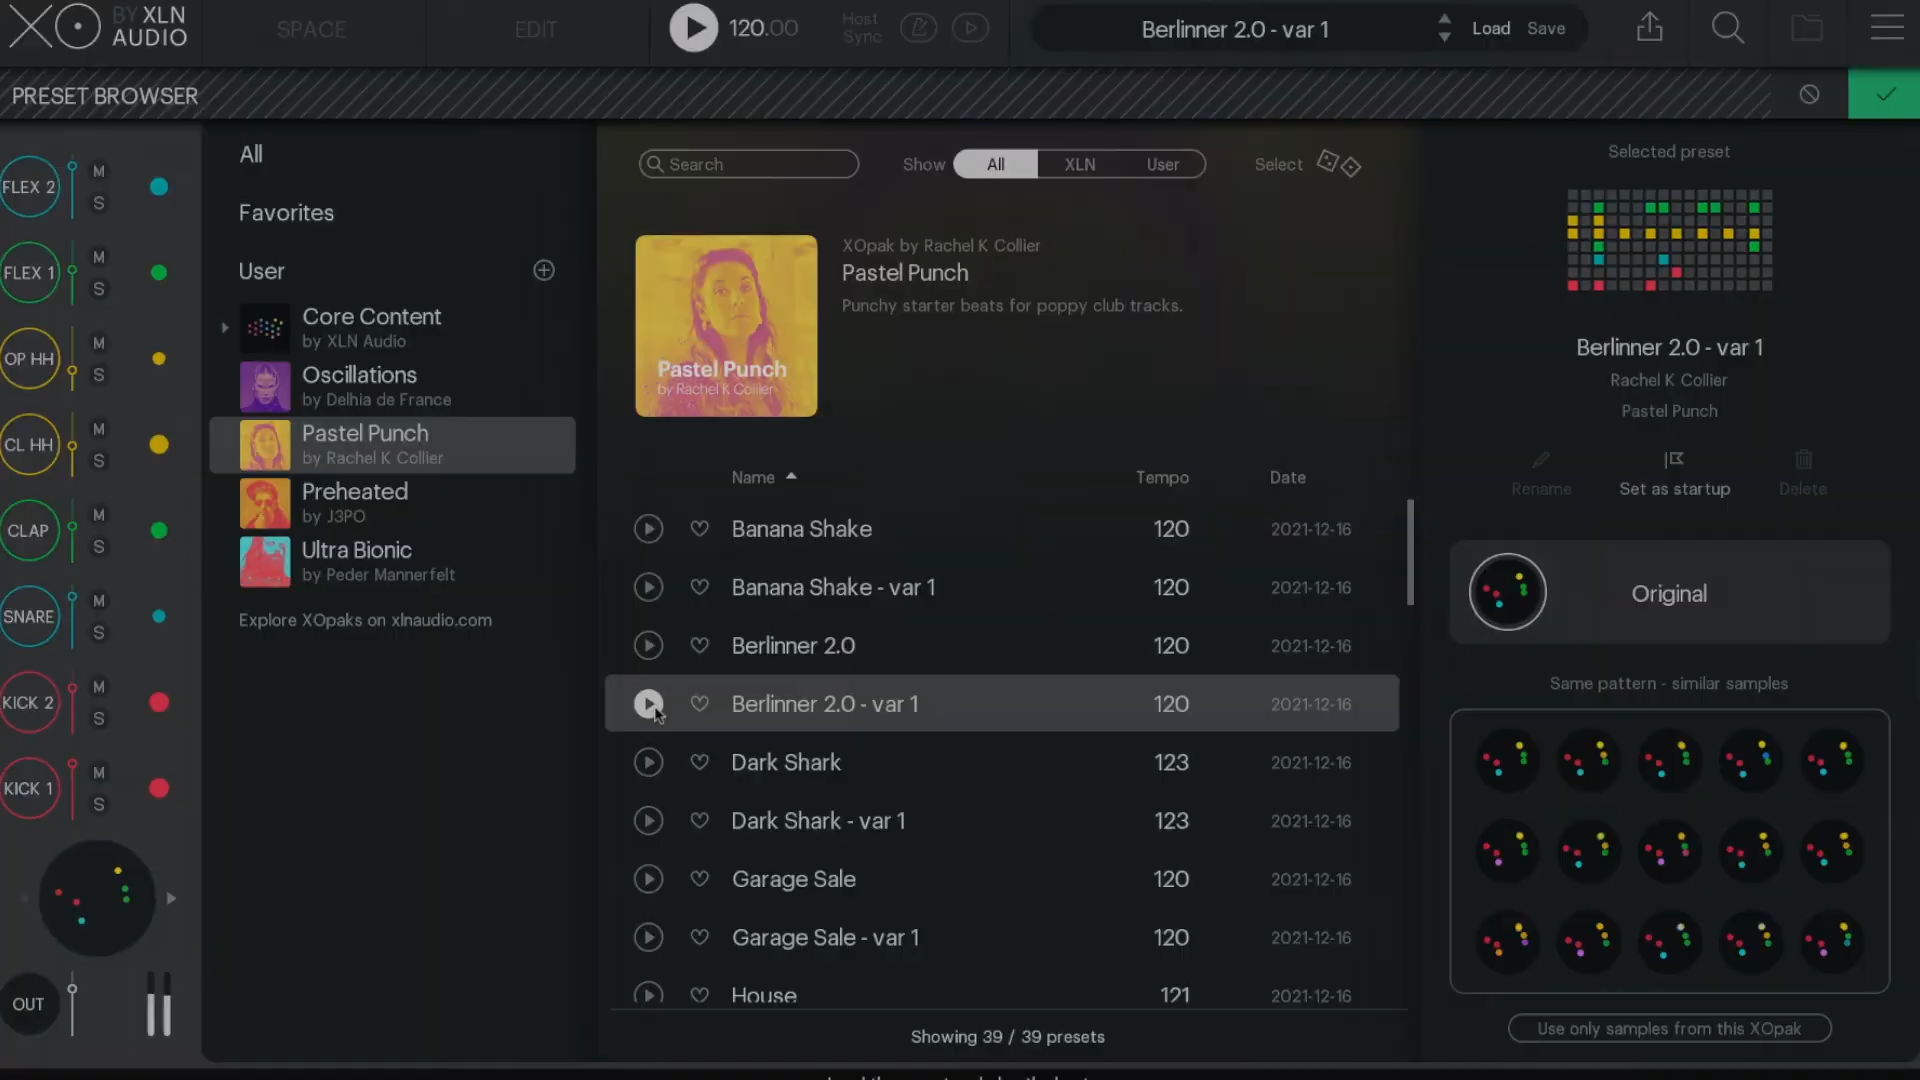 XO BY XLN AUDIO
SPACE
EDIT
120.00
Host Sync
Berlinner 2.0 - var 1
Load
Save
PRESET BROWSER
FLEX 2
M
S
FLEX 1
M
S
OP HH
M
S
CL HH
M
S
CLAP
M
S
SNARE
M
S
KICK 2
M
S
KICK 1
M
S
OUT
All
Favorites
User
Core Content
by XLN Audio
Oscillations
by Delhia de France
Pastel Punch
by Rachel K Collier
Preheated
by J3PO
Ultra Bionic
by Peder Mannerfelt
Explore XOpaks on xlnaudio.com
Search
Show
All
XLN
User
Select
Pastel Punch
by Rachel K Collier
XOpak by Rachel K Collier
Pastel Punch
Punchy starter beats for poppy club tracks.
Name Tempo Date
Banana Shake 120 2021-12-16
Banana Shake - var 1 120 2021-12-16
Berlinner 2.0 120 2021-12-16
Berlinner 2.0 - var 1 120 2021-12-16
Dark Shark 123 2021-12-16
Dark Shark - var 1 123 2021-12-16
Garage Sale 120 2021-12-16
Garage Sale - var 1 120 2021-12-16
House 121 2021-12-16
Showing 39 / 39 presets
Selected preset
Berlinner 2.0 - var 1
Rachel K Collier
Pastel Punch
Rename
Set as startup
Delete
Original
Same pattern - similar samples
Use only samples from this XOpak